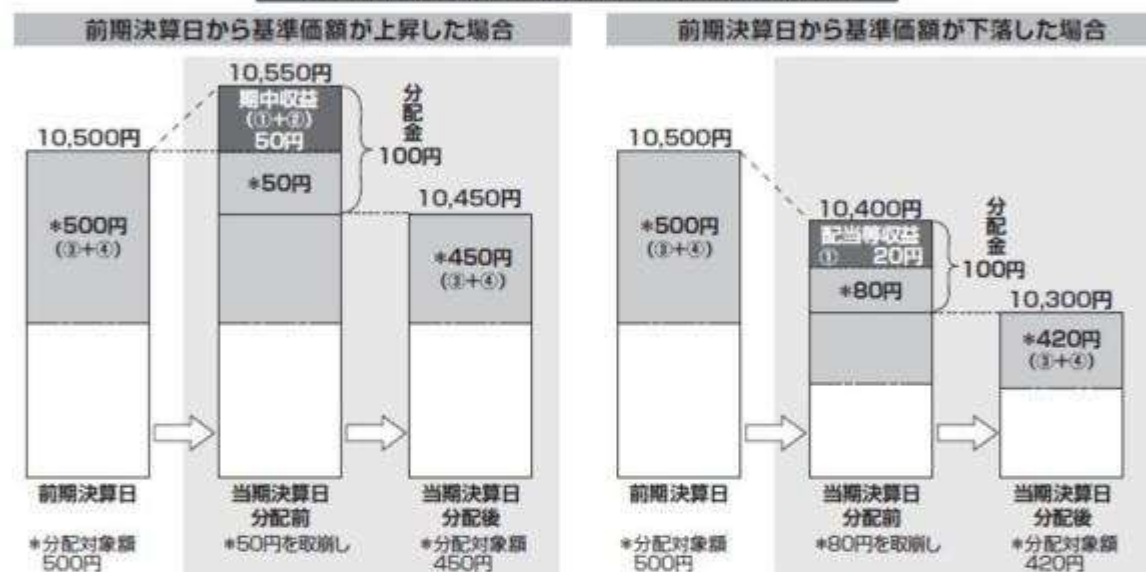 前期決算日から基準価額が上昇した場合
10,550円
期中収益
(①+②)
50円
分配金
100円
10,500円
*50円
10,450円
*500円
(③+④)
*450円
(③+④)
前期決算日
当期決算日
分配前
当期決算日
分配後
*分配対象額
500円
*50円を取崩し
*分配対象額
450円
前期決算日から基準価額が下落した場合
10,500円
10,400円
配当等収益
① 20円
分配金
100円
*500円
(③+④)
*80円
10,300円
*420円
(③+④)
前期決算日
当期決算日
分配前
当期決算日
分配後
*分配対象額
500円
*80円を取崩し
*分配対象額
420円